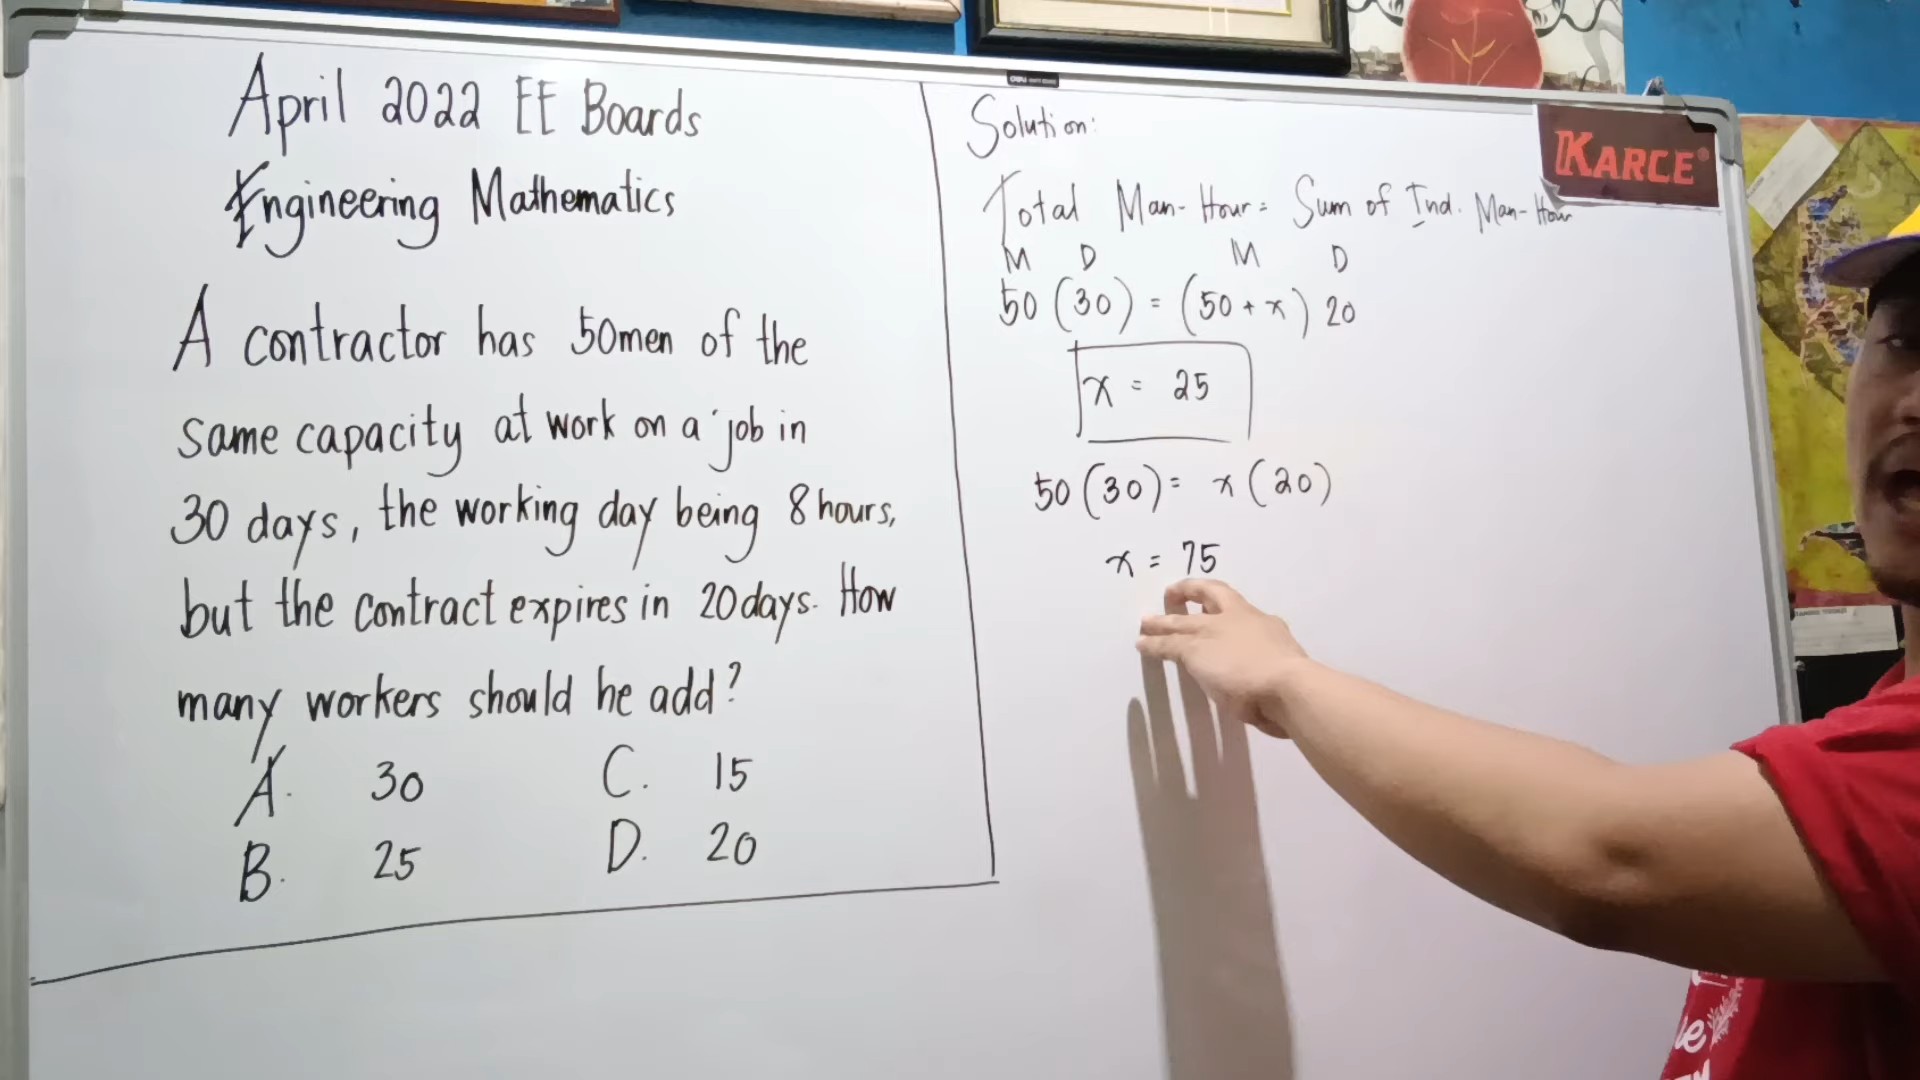 April 2022 EE Boards
Engineering Mathematics
A contractor has 50men of the
same capacity at work on a job in
30 days, the working day being 8 hours,
but the contract expires in 20 days. How
many workers should he add?
A. 30
B. 25
C. 15
D. 20
Solution:
Total Man-Hour = Sum of Ind. Man-Hour
M D M D
50 (30) = (50 + x) 20
x = 25
50 (30) = x (20)
x = 75
KARCE®